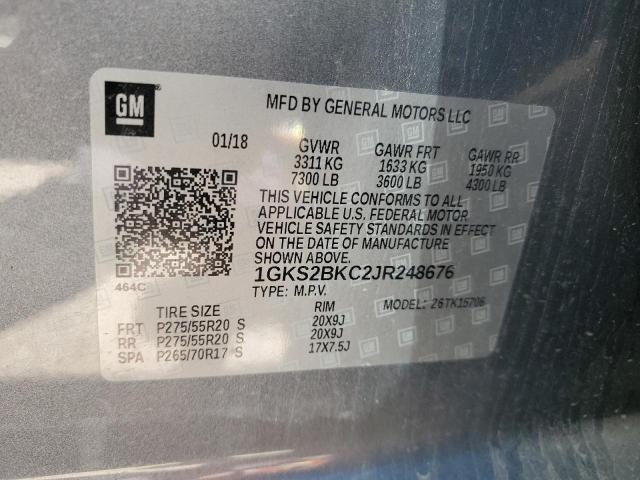 GM
MFD BY GENERAL MOTORS LLC
01/18
GVWR GAWR FRT GAWR RR
3311 KG 1633 KG 1950 KG
7300 LB 3600 LB 4300 LB
THIS VEHICLE CONFORMS TO ALL
APPLICABLE U.S. FEDERAL MOTOR
VEHICLE SAFETY STANDARDS IN EFFECT
ON THE DATE OF MANUFACTURE
SHOWN ABOVE.
464C
1GKS2BKC2JR248676
TYPE: M.P.V. MODEL: Z6TK15706
TIRE SIZE RIM
FRT P275/55R20 S 20X9J
RR P275/55R20 S 20X9J
SPA P265/70R17 S 17X7.5J